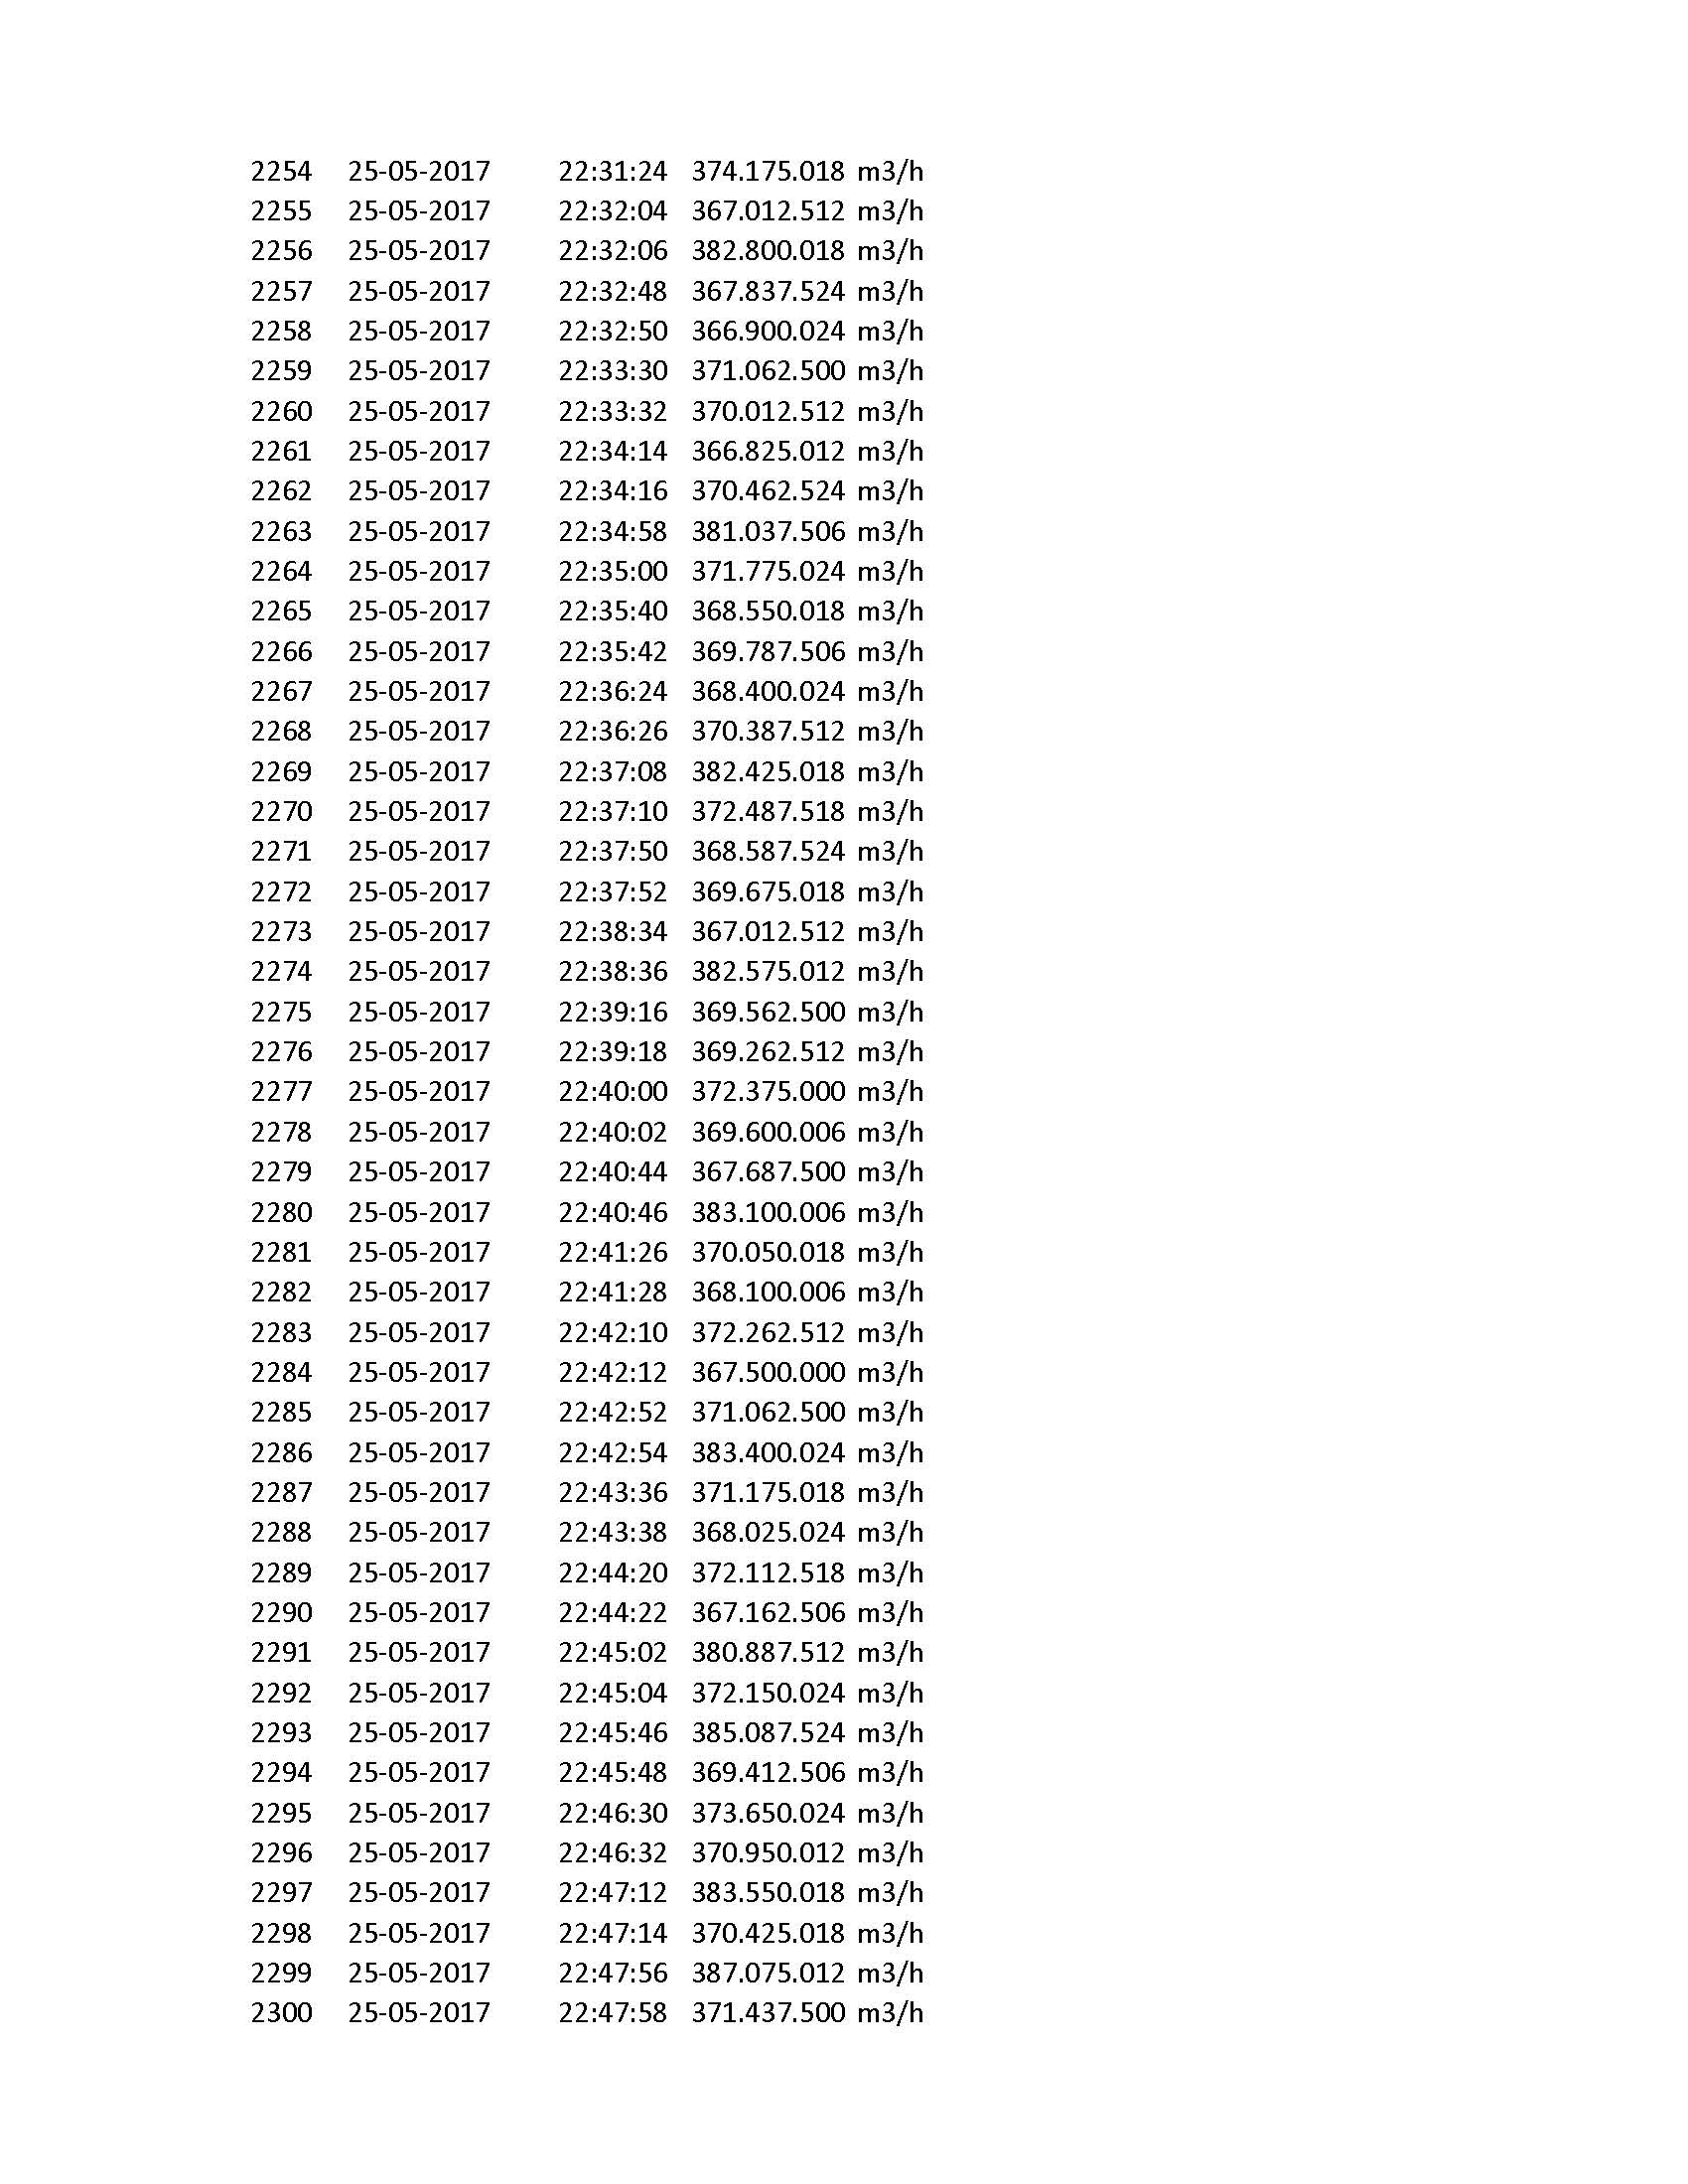 2254 25-05-2017 22:31:24 374.175.018 m3/h
2255 25-05-2017 22:32:04 367.012.512 m3/h
2256 25-05-2017 22:32:06 382.800.018 m3/h
2257 25-05-2017 22:32:48 367.837.524 m3/h
2258 25-05-2017 22:32:50 366.900.024 m3/h
2259 25-05-2017 22:33:30 371.062.500 m3/h
2260 25-05-2017 22:33:32 370.012.512 m3/h
2261 25-05-2017 22:34:14 366.825.012 m3/h
2262 25-05-2017 22:34:16 370.462.524 m3/h
2263 25-05-2017 22:34:58 381.037.506 m3/h
2264 25-05-2017 22:35:00 371.775.024 m3/h
2265 25-05-2017 22:35:40 368.550.018 m3/h
2266 25-05-2017 22:35:42 369.787.506 m3/h
2267 25-05-2017 22:36:24 368.400.024 m3/h
2268 25-05-2017 22:36:26 370.387.512 m3/h
2269 25-05-2017 22:37:08 382.425.018 m3/h
2270 25-05-2017 22:37:10 372.487.518 m3/h
2271 25-05-2017 22:37:50 368.587.524 m3/h
2272 25-05-2017 22:37:52 369.675.018 m3/h
2273 25-05-2017 22:38:34 367.012.512 m3/h
2274 25-05-2017 22:38:36 382.575.012 m3/h
2275 25-05-2017 22:39:16 369.562.500 m3/h
2276 25-05-2017 22:39:18 369.262.512 m3/h
2277 25-05-2017 22:40:00 372.375.000 m3/h
2278 25-05-2017 22:40:02 369.600.006 m3/h
2279 25-05-2017 22:40:44 367.687.500 m3/h
2280 25-05-2017 22:40:46 383.100.006 m3/h
2281 25-05-2017 22:41:26 370.050.018 m3/h
2282 25-05-2017 22:41:28 368.100.006 m3/h
2283 25-05-2017 22:42:10 372.262.512 m3/h
2284 25-05-2017 22:42:12 367.500.000 m3/h
2285 25-05-2017 22:42:52 371.062.500 m3/h
2286 25-05-2017 22:42:54 383.400.024 m3/h
2287 25-05-2017 22:43:36 371.175.018 m3/h
2288 25-05-2017 22:43:38 368.025.024 m3/h
2289 25-05-2017 22:44:20 372.112.518 m3/h
2290 25-05-2017 22:44:22 367.162.506 m3/h
2291 25-05-2017 22:45:02 380.887.512 m3/h
2292 25-05-2017 22:45:04 372.150.024 m3/h
2293 25-05-2017 22:45:46 385.087.524 m3/h
2294 25-05-2017 22:45:48 369.412.506 m3/h
2295 25-05-2017 22:46:30 373.650.024 m3/h
2296 25-05-2017 22:46:32 370.950.012 m3/h
2297 25-05-2017 22:47:12 383.550.018 m3/h
2298 25-05-2017 22:47:14 370.425.018 m3/h
2299 25-05-2017 22:47:56 387.075.012 m3/h
2300 25-05-2017 22:47:58 371.437.500 m3/h